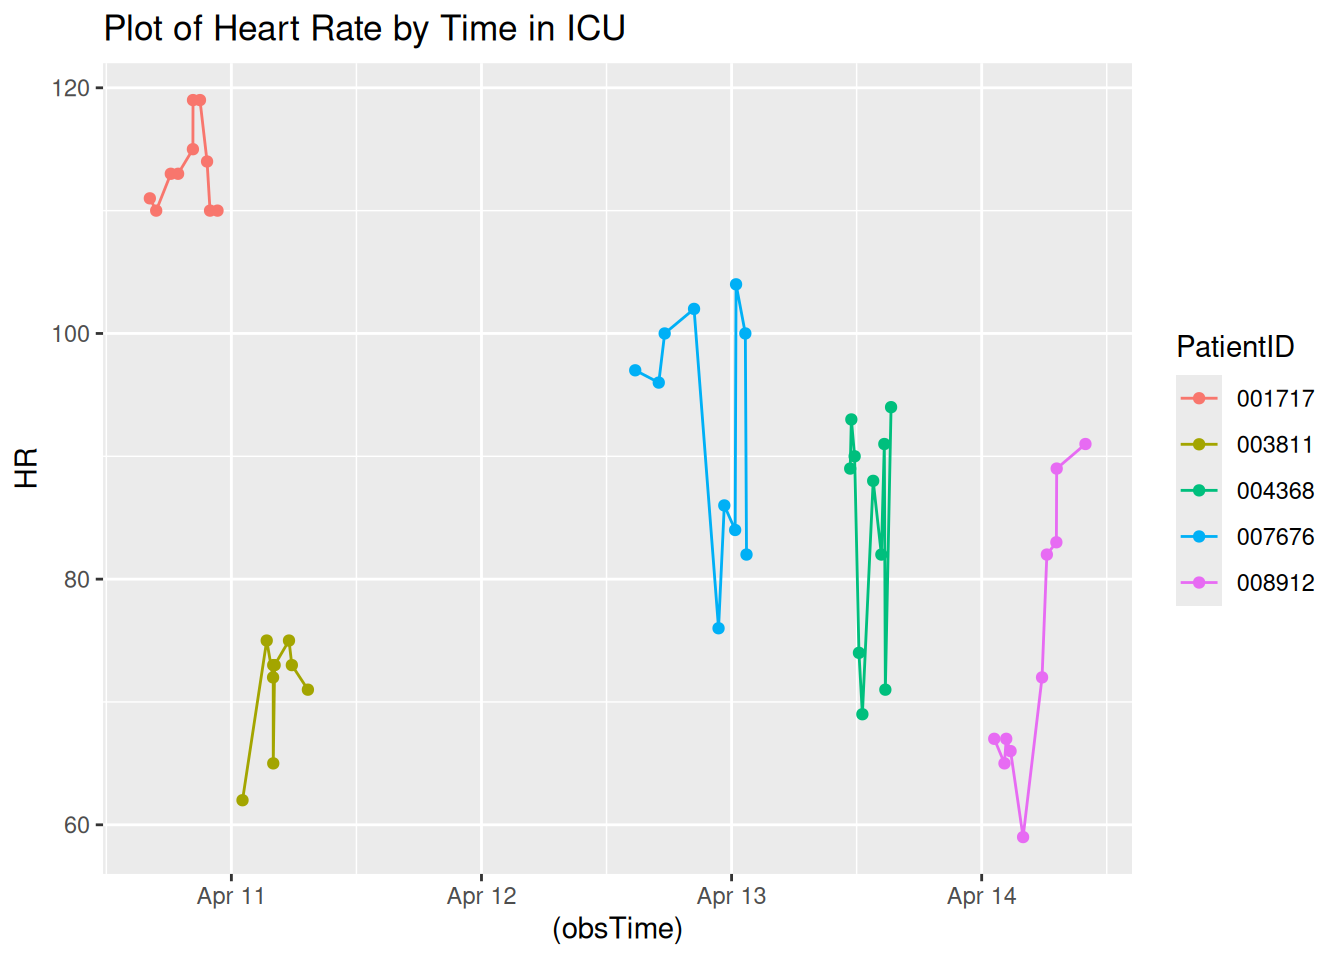 Plot of Heart Rate by Time in ICU
120
100
80
60
HR
Apr 11
Apr 12
Apr 13
Apr 14
(obsTime)
PatientID
001717
003811
004368
007676
008912